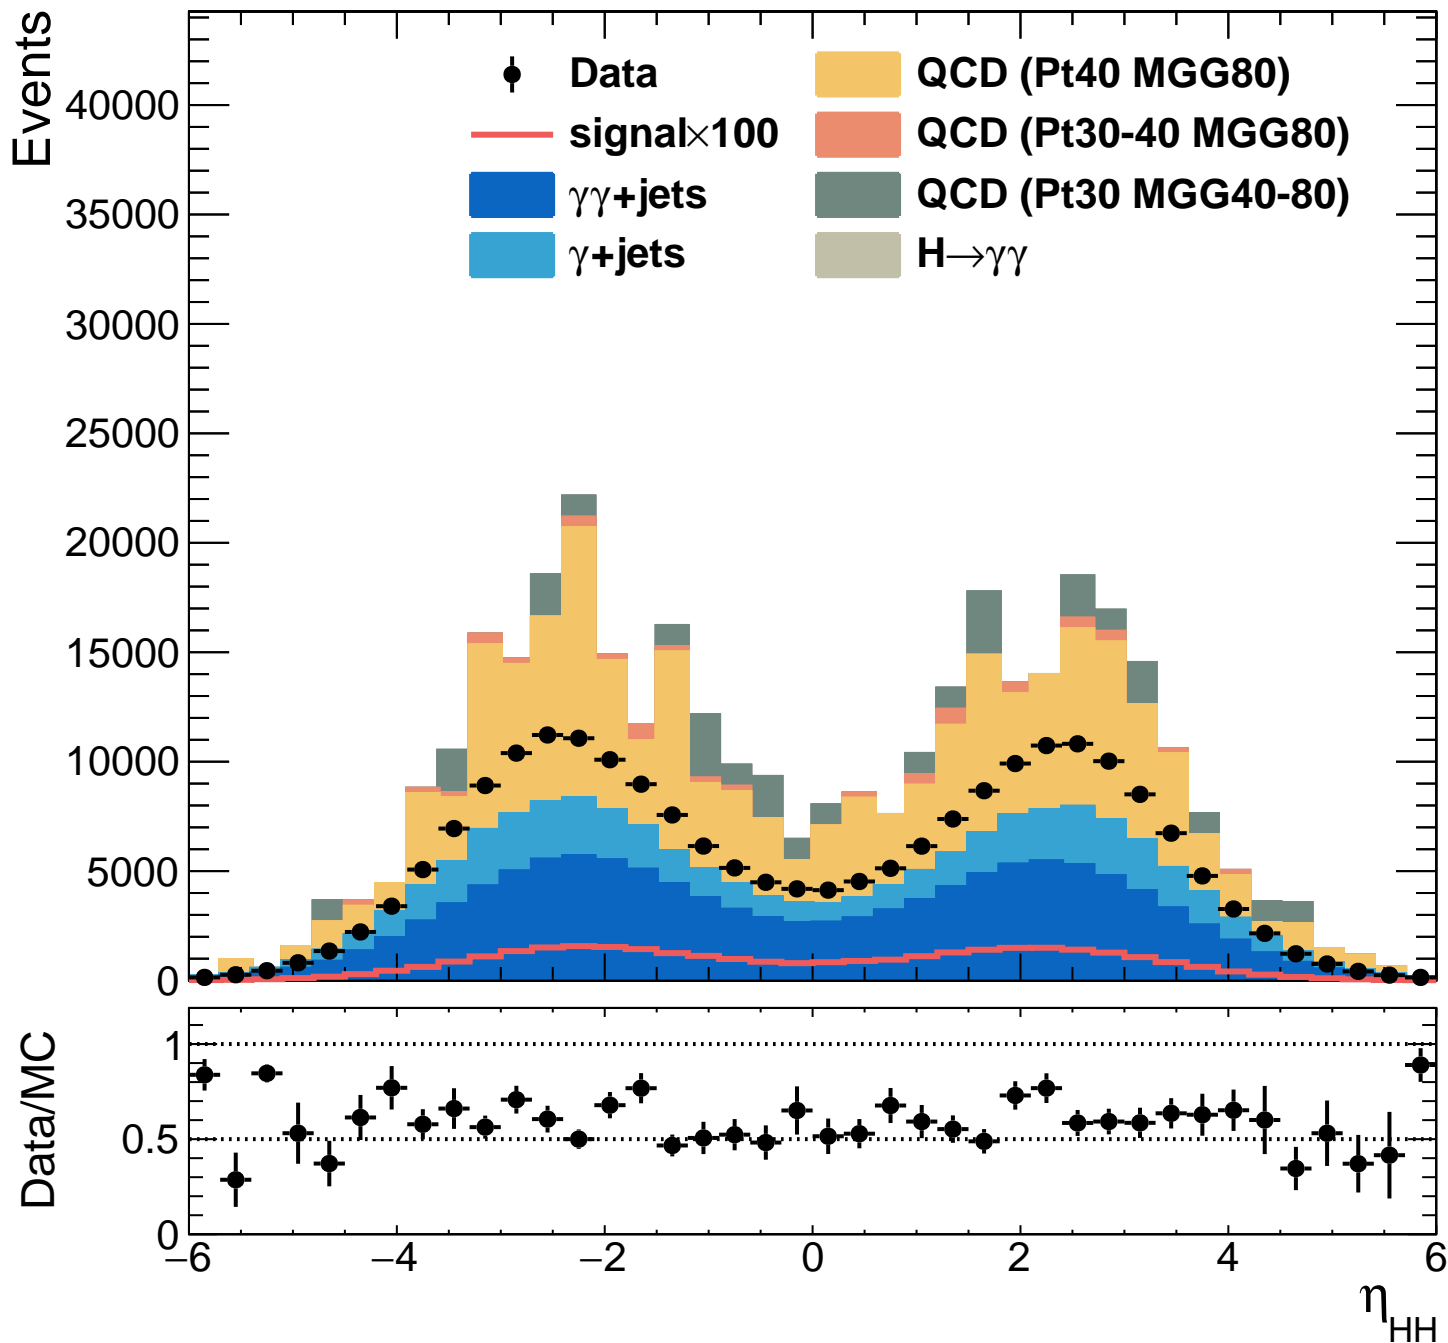 Events
40000
35000
30000
25000
20000
15000
10000
5000
0
Data
signal×100
γγ+jets
γ+jets
QCD (Pt40 MGG80)
QCD (Pt30-40 MGG80)
QCD (Pt30 MGG40-80)
H→γγ
Data/MC
1
0.5
0
−6 −4 −2 0 2 4 6
η_HH